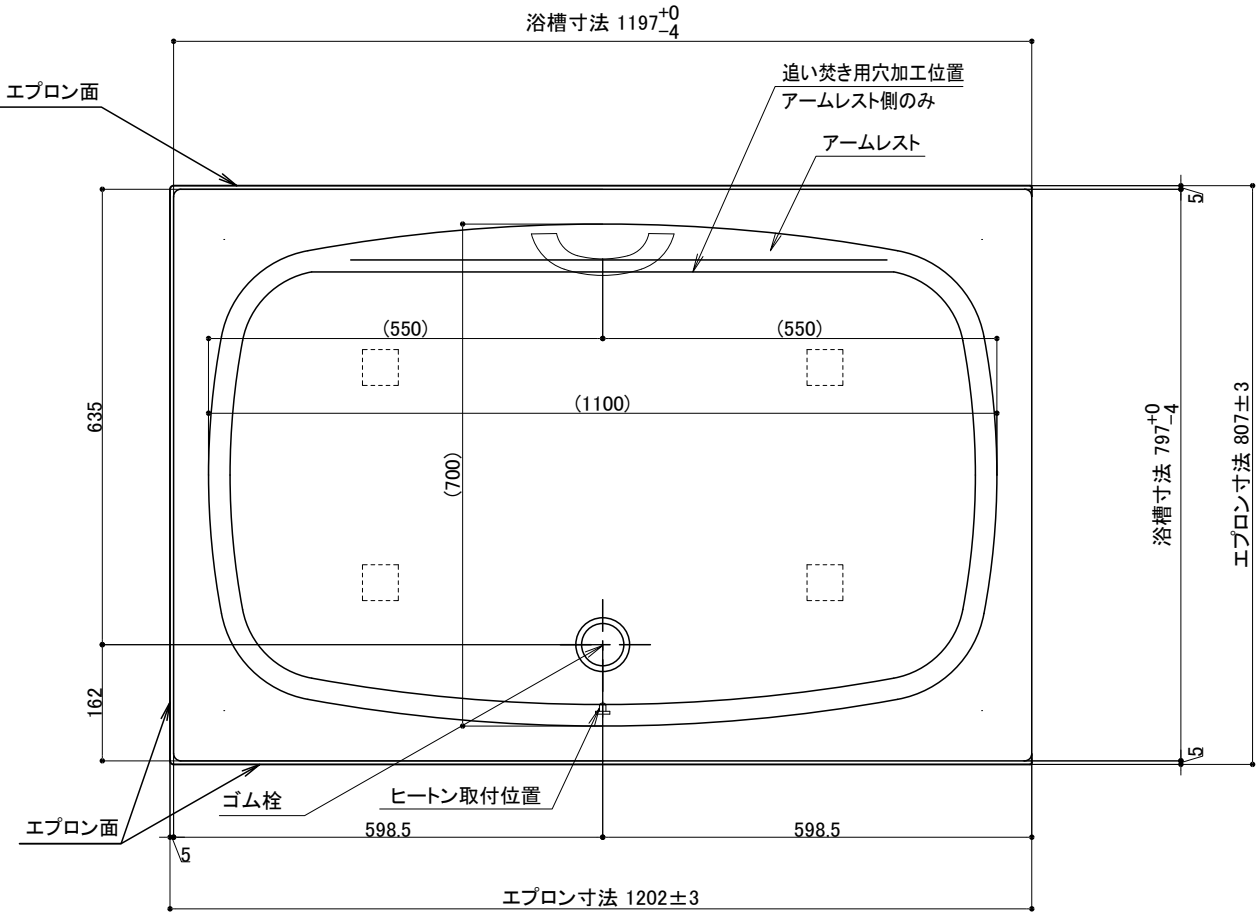 浴槽寸法 1197 +0 -4
追い焚き用穴加工位置
アームレスト側のみ
エプロン面
アームレスト
5
(550)
(550)
(1100)
635
(700)
浴槽寸法 797 +0 -4
エプロン寸法 807±3
162
5
ゴム栓
ヒートン取付位置
エプロン面
598.5
598.5
5
エプロン寸法 1202±3